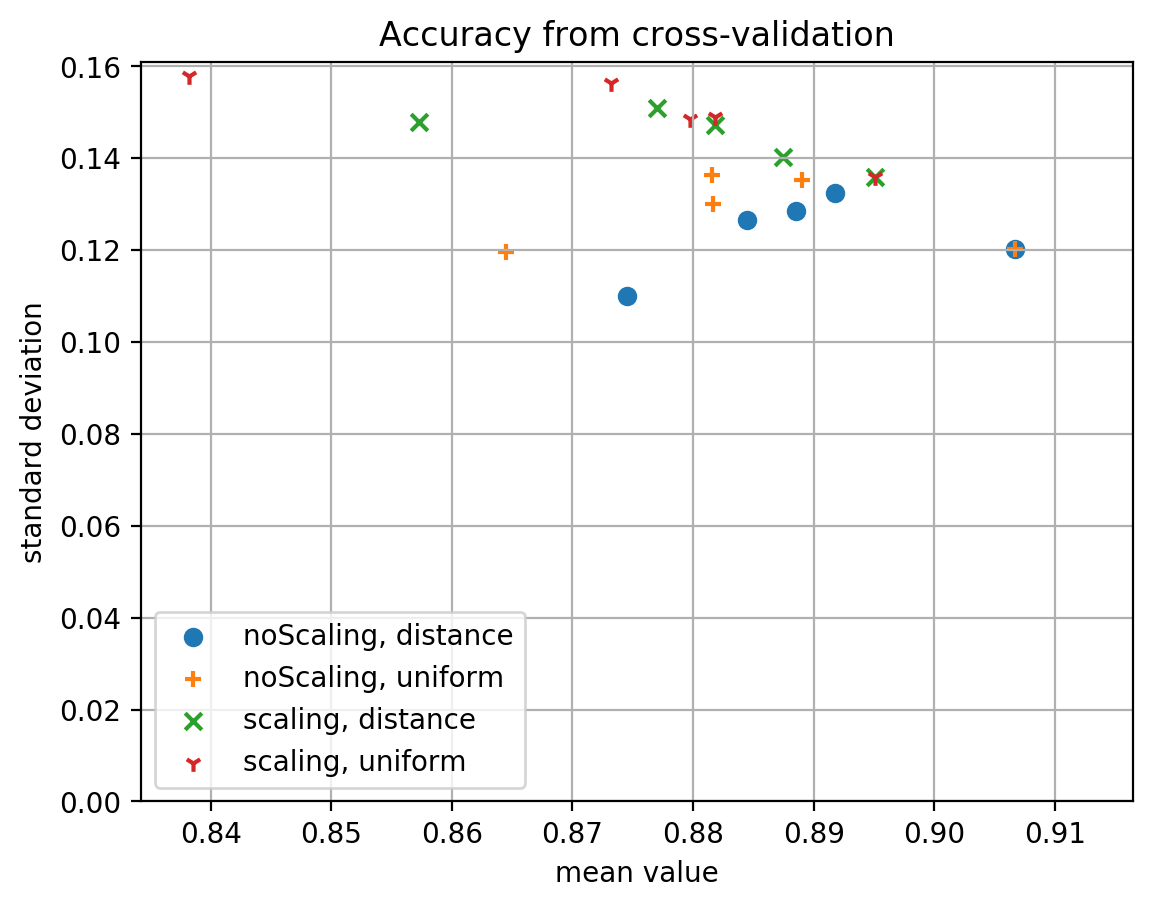 Accuracy from cross-validation
standard deviation
0.16
0.14
0.12
0.10
0.08
0.06
0.04
0.02
0.00
noScaling, distance
noScaling, uniform
scaling, distance
scaling, uniform
0.84 0.85 0.86 0.87 0.88 0.89 0.90 0.91
mean value